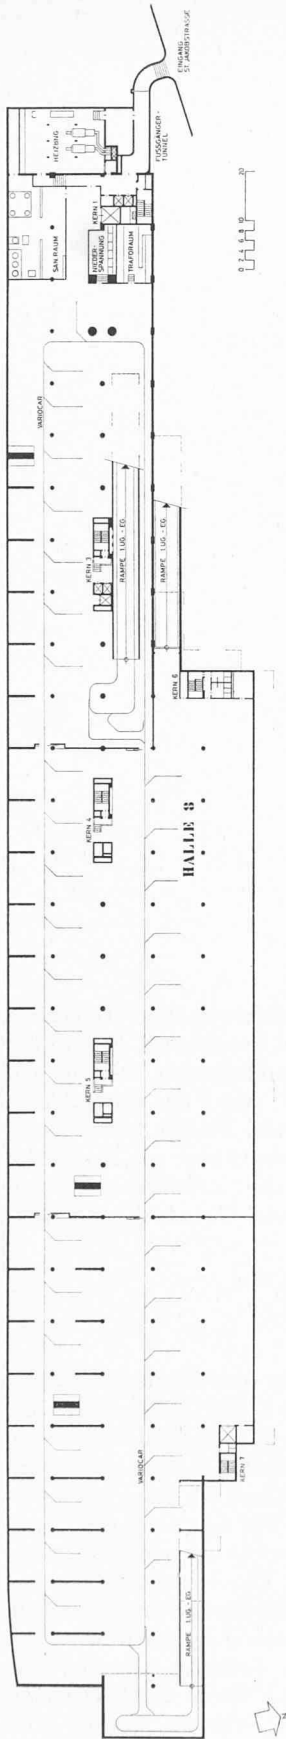 EINGANG
ST. JAKOBSTRASSE
FUSSGÄNGER-
TUNNEL
HEIZUNG
KERN 1
SAN. RAUM
NIEDER-
SPANNUNG
TRAFORAUM
0 2 4 6 8 10 20
VARIOCAR
KERN 3
RAMPE 1.UG - EG
RAMPE 1.UG - EG
KERN 6
KERN 4
HALLE 8
KERN 5
VARIOCAR
KERN 7
RAMPE 1.UG - EG
N